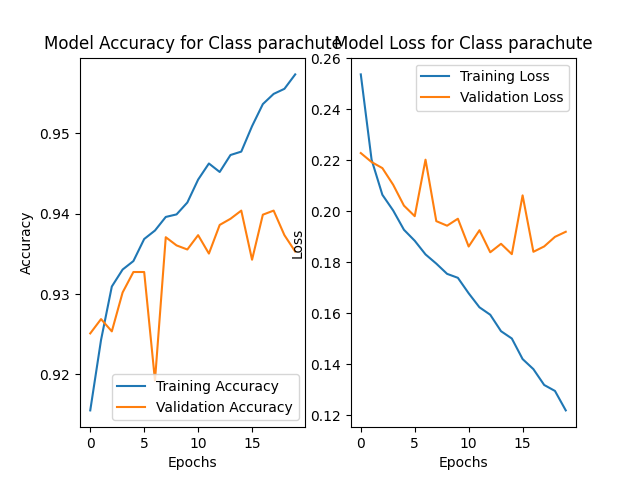 Model Accuracy for Class parachute
Accuracy
0.95
0.94
0.93
0.92
0
5
10
15
Epochs
Training Accuracy
Validation Accuracy
Model Loss for Class parachute
Loss
0.26
0.24
0.22
0.20
0.18
0.16
0.14
0.12
0
5
10
15
Epochs
Training Loss
Validation Loss